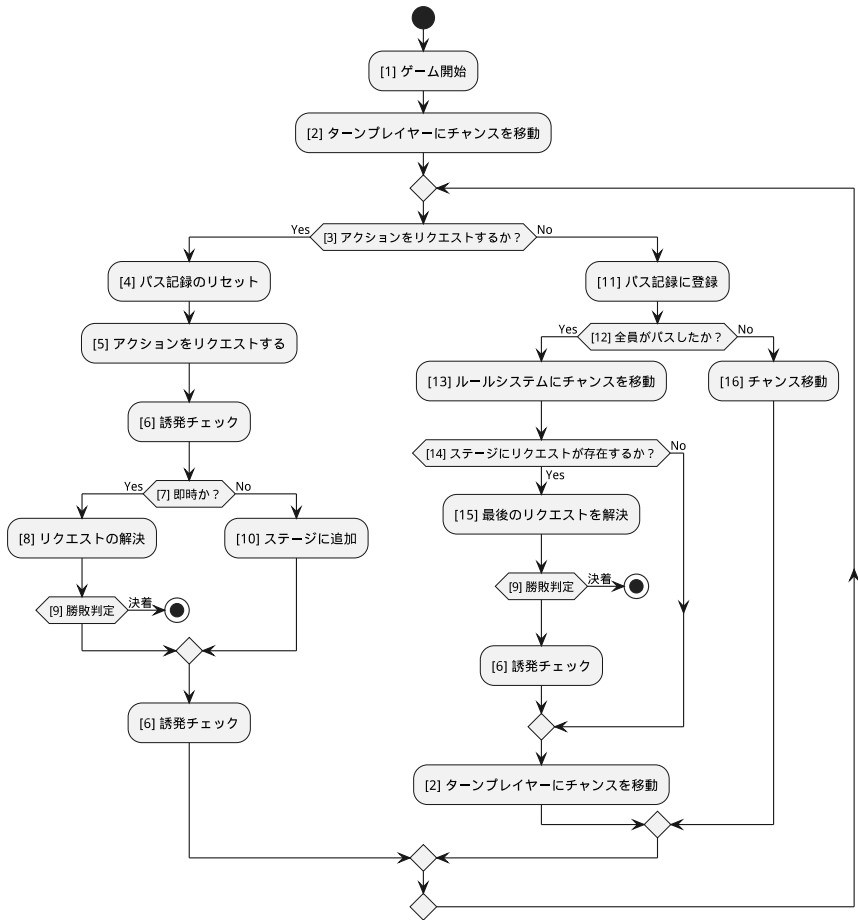 [1] ゲーム開始
[2] ターンプレイヤーにチャンスを移動
Yes
[3] アクションをリクエストするか？
No
[4] パス記録のリセット
[5] アクションをリクエストする
[6] 誘発チェック
Yes
[7] 即時か？
No
[8] リクエストの解決
[10] ステージに追加
[9] 勝敗判定
決着
[6] 誘発チェック
[11] パス記録に登録
Yes
[12] 全員がパスしたか？
No
[13] ルールシステムにチャンスを移動
[16] チャンス移動
[14] ステージにリクエストが存在するか？
No
Yes
[15] 最後のリクエストを解決
[9] 勝敗判定
決着
[6] 誘発チェック
[2] ターンプレイヤーにチャンスを移動